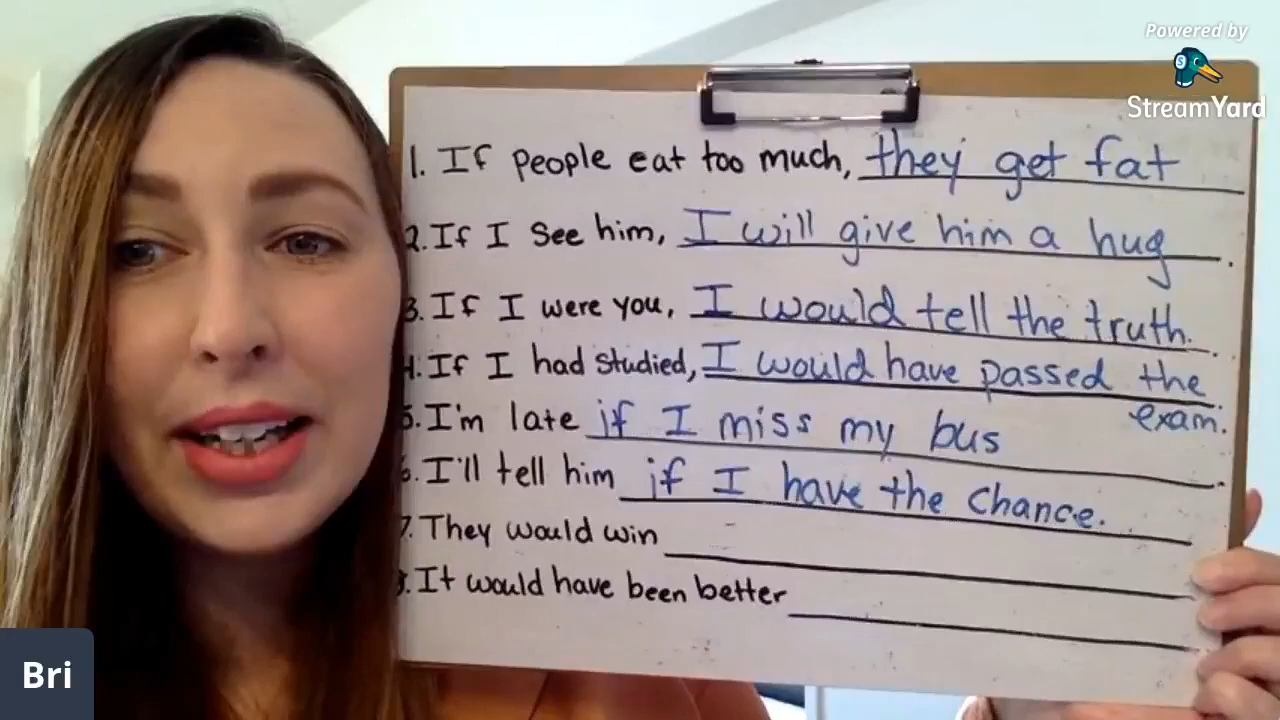 Powered by
StreamYard
1. If people eat too much, they get fat
2. If I see him, I will give him a hug.
3. If I were you, I would tell the truth.
4. If I had studied, I would have passed the
exam.
5. I'm late if I miss my bus.
6. I'll tell him if I have the chance.
7. They would win
8. It would have been better
Bri